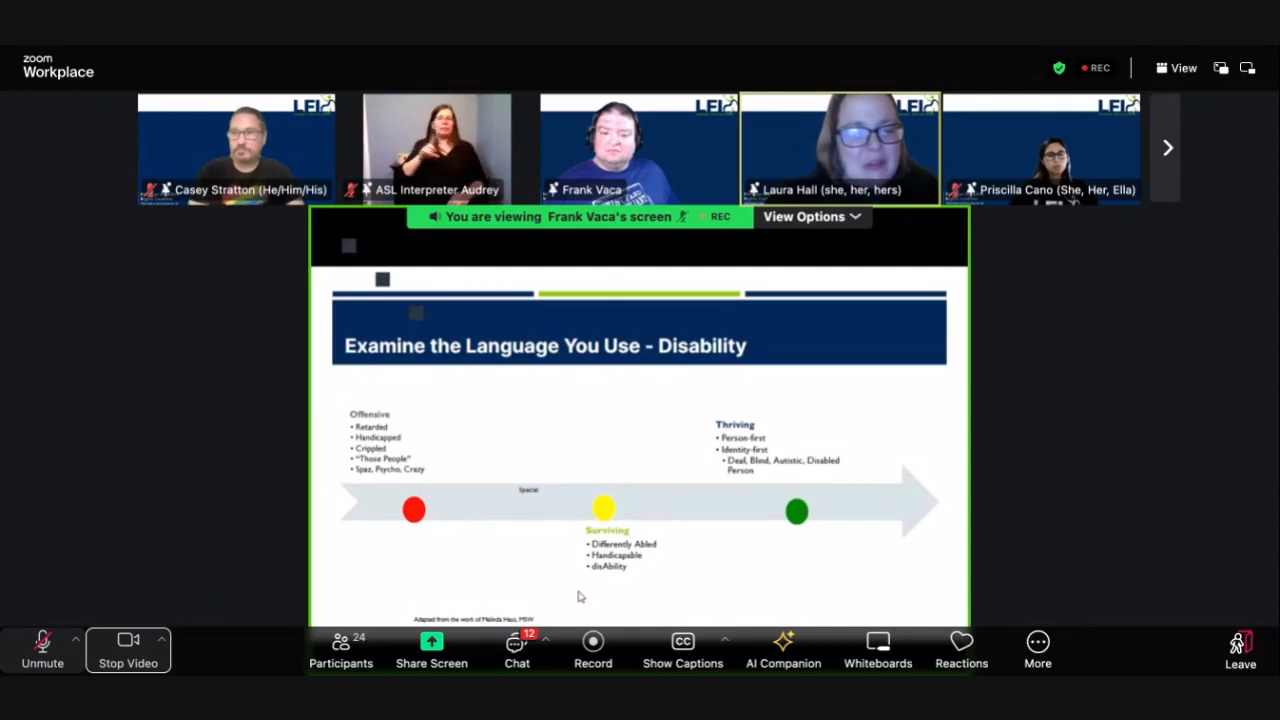 zoom
Workplace
REC
View
LEI
LEI
LEI
LEI
Casey Stratton (He/Him/His)
ASL Interpreter Audrey
Frank Vaca
Laura Hall (she, her, hers)
Priscilla Cano (She, Her, Ella)
You are viewing Frank Vaca's screen
REC
View Options
Examine the Language You Use - Disability
Offensive
• Retarded
• Handicapped
• Crippled
• "Those People"
• Spaz, Psycho, Crazy
Special
Surviving
• Differently Abled
• Handicapable
• disAbility
Thriving
• Person-first
• Identity-first
• Deaf, Blind, Autistic, Disabled
Person
Adapted from the work of Melinda Haus, MSW
Unmute
Stop Video
24
Participants
Share Screen
12
Chat
Record
CC
Show Captions
AI Companion
Whiteboards
Reactions
More
Leave